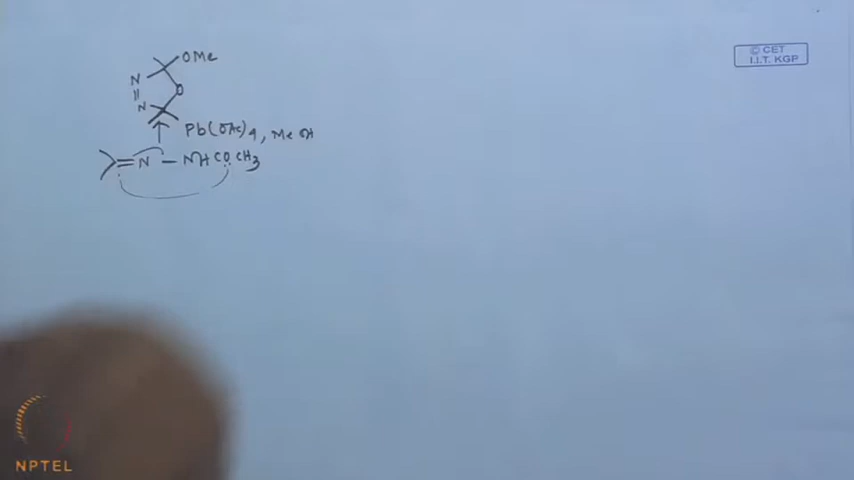 OMe
N
O
N
Pb(OAc)4, MeOH
N — NHCOCH3
© CET
I.I.T. KGP
NPTEL